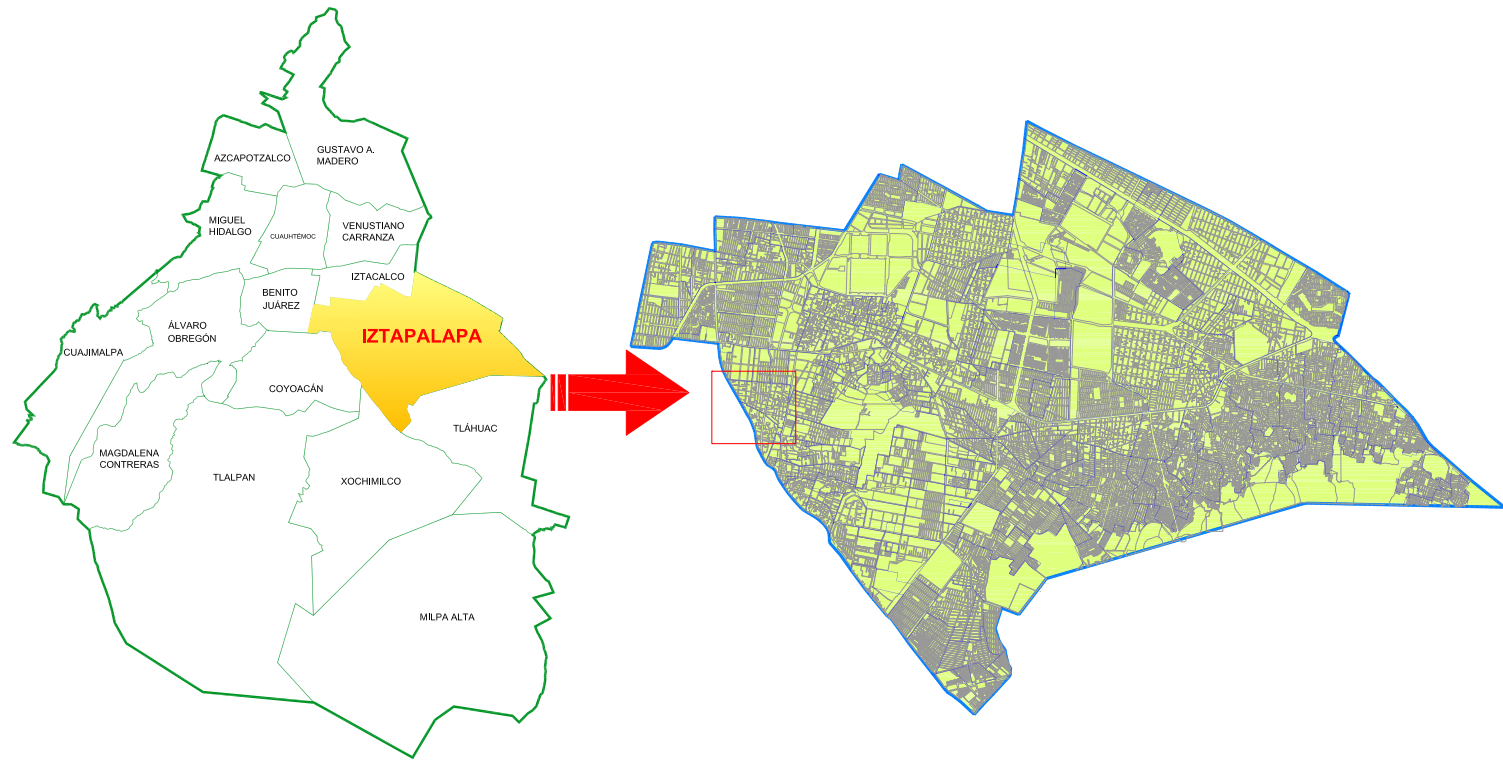 AZCAPOTZALCO
GUSTAVO A.
MADERO
MIGUEL
HIDALGO
CUAUHTÉMOC
VENUSTIANO
CARRANZA
IZTACALCO
BENITO
JUÁREZ
ÁLVARO
OBREGÓN
IZTAPALAPA
CUAJIMALPA
COYOACÁN
TLÁHUAC
MAGDALENA
CONTRERAS
TLALPAN
XOCHIMILCO
MILPA ALTA